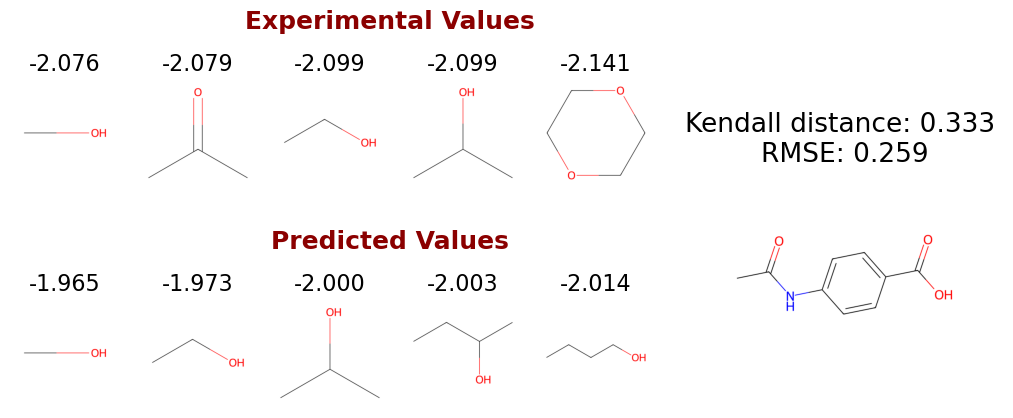 Experimental Values
-2.076 -2.079 -2.099 -2.099 -2.141
OH O OH OH O O
Kendall distance: 0.333
RMSE: 0.259
Predicted Values
-1.965 -1.973 -2.000 -2.003 -2.014
OH OH OH OH OH
O N H O OH